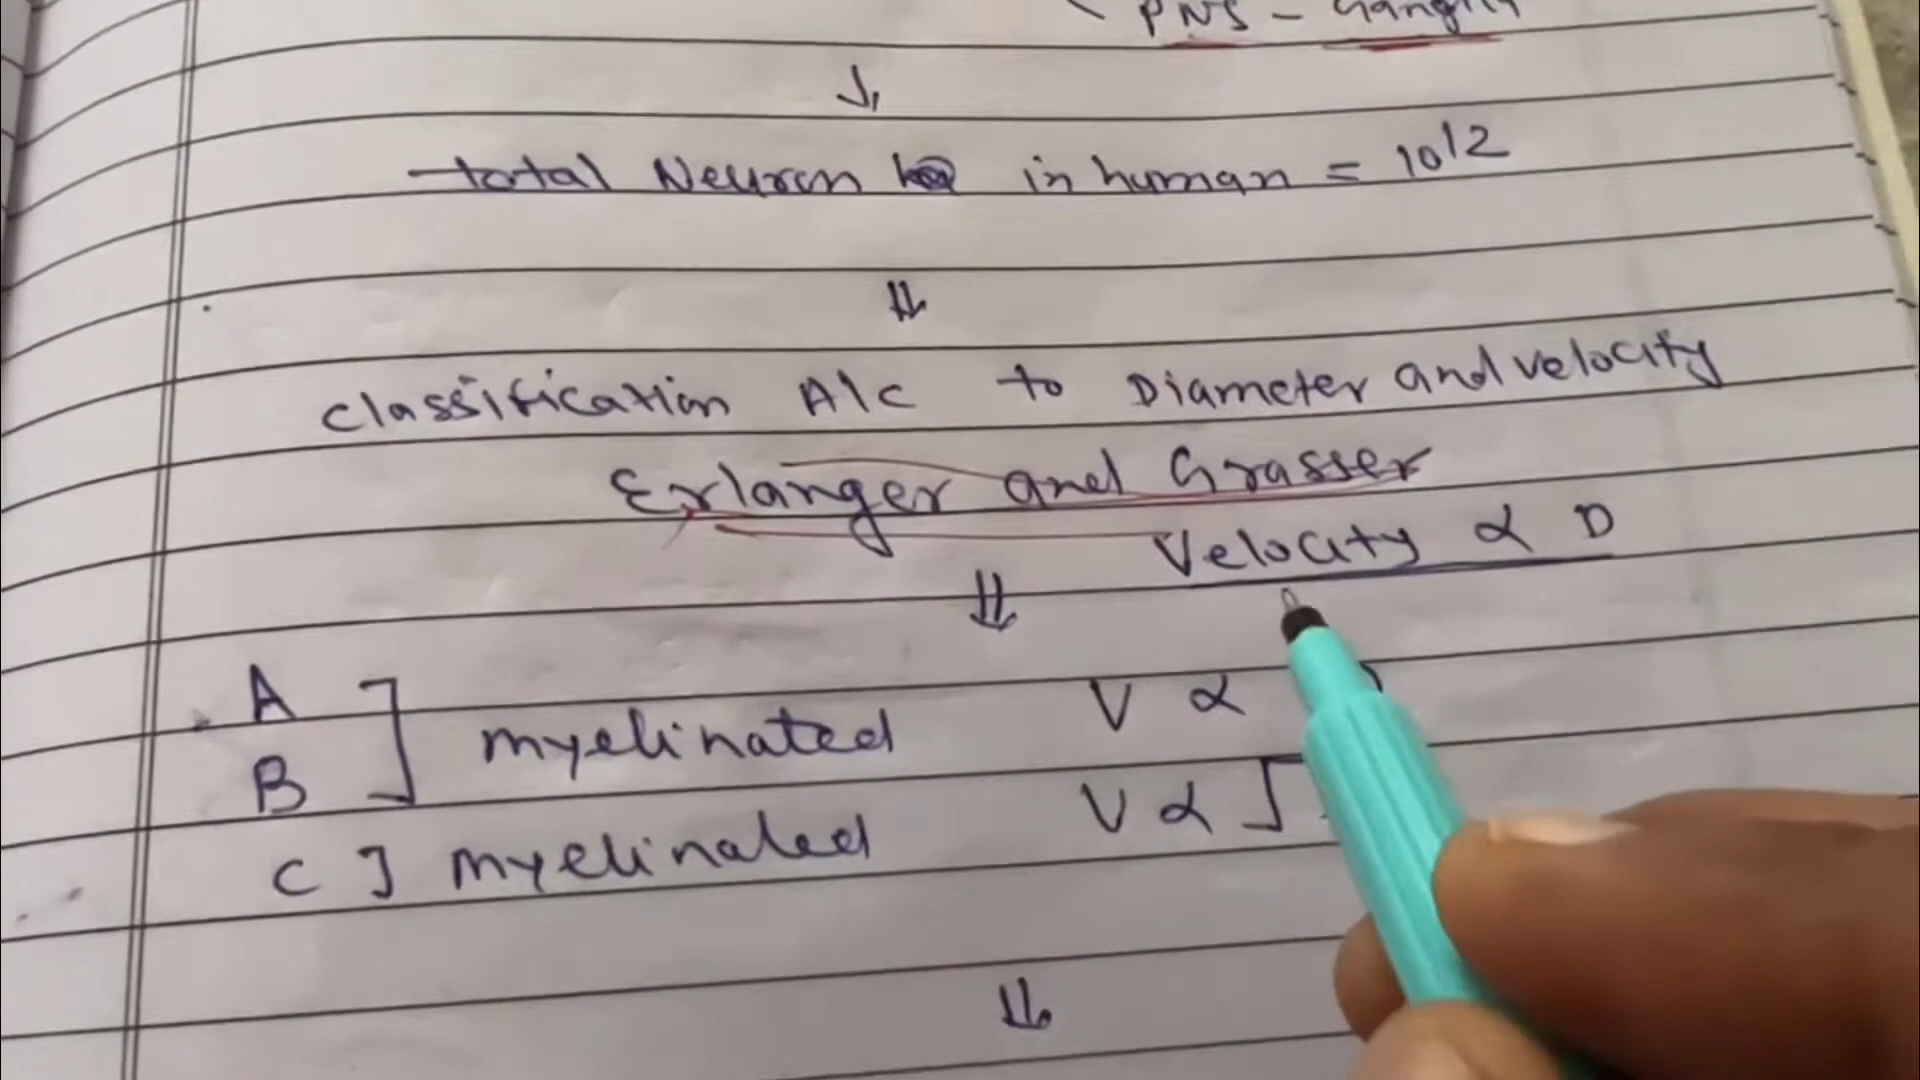 PNS - Ganglia
total Neuron in human = 10^12
classification A/c to Diameter and velocity
Erlanger and Grasser
Velocity ∝ D
A
B ] myelinated V ∝
C ] myelinated V ∝ √